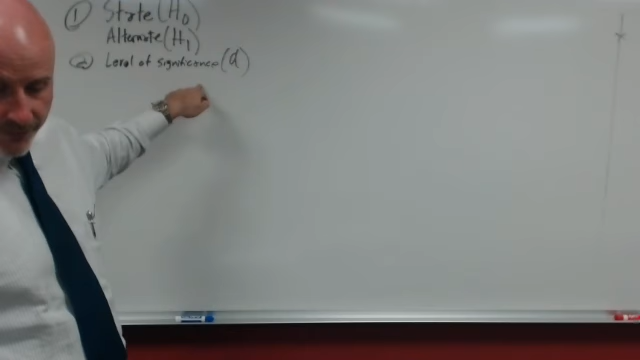 ① State (H₀)
Alternate (H₁)
② Level of significance (α)